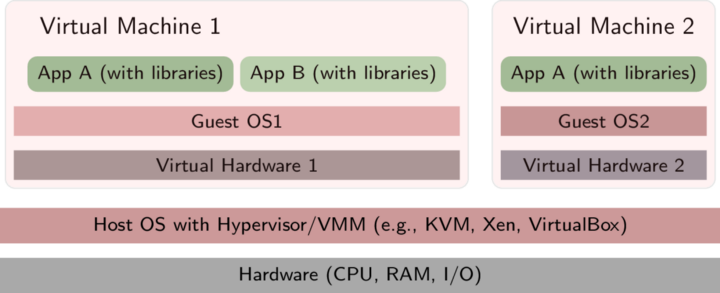 Virtual Machine 1
App A (with libraries)
App B (with libraries)
Guest OS1
Virtual Hardware 1
Virtual Machine 2
App A (with libraries)
Guest OS2
Virtual Hardware 2
Host OS with Hypervisor/VMM (e.g., KVM, Xen, VirtualBox)
Hardware (CPU, RAM, I/O)